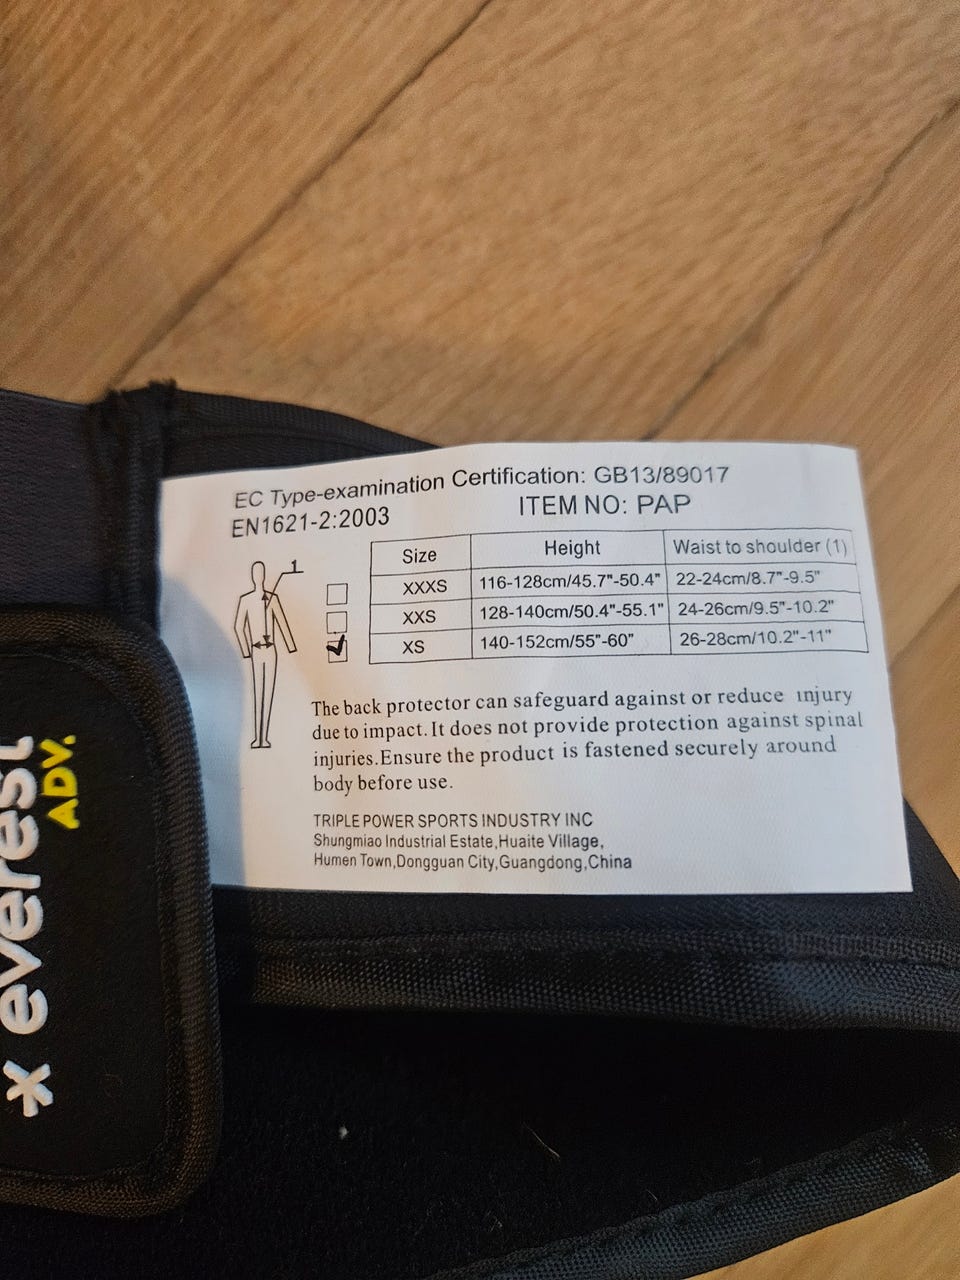 EC Type-examination Certification: GB13/89017
EN1621-2:2003 ITEM NO: PAP
1
Size Height Waist to shoulder (1)
XXXS 116-128cm/45.7"-50.4" 22-24cm/8.7"-9.5"
XXS 128-140cm/50.4"-55.1" 24-26cm/9.5"-10.2"
XS 140-152cm/55"-60" 26-28cm/10.2"-11"
The back protector can safeguard against or reduce injury
due to impact.It does not provide protection against spinal
injuries.Ensure the product is fastened securely around
body before use.
TRIPLE POWER SPORTS INDUSTRY INC
Shungmiao Industrial Estate,Huaite Village,
Humen Town,Dongguan City,Guangdong,China
everest
ADV.